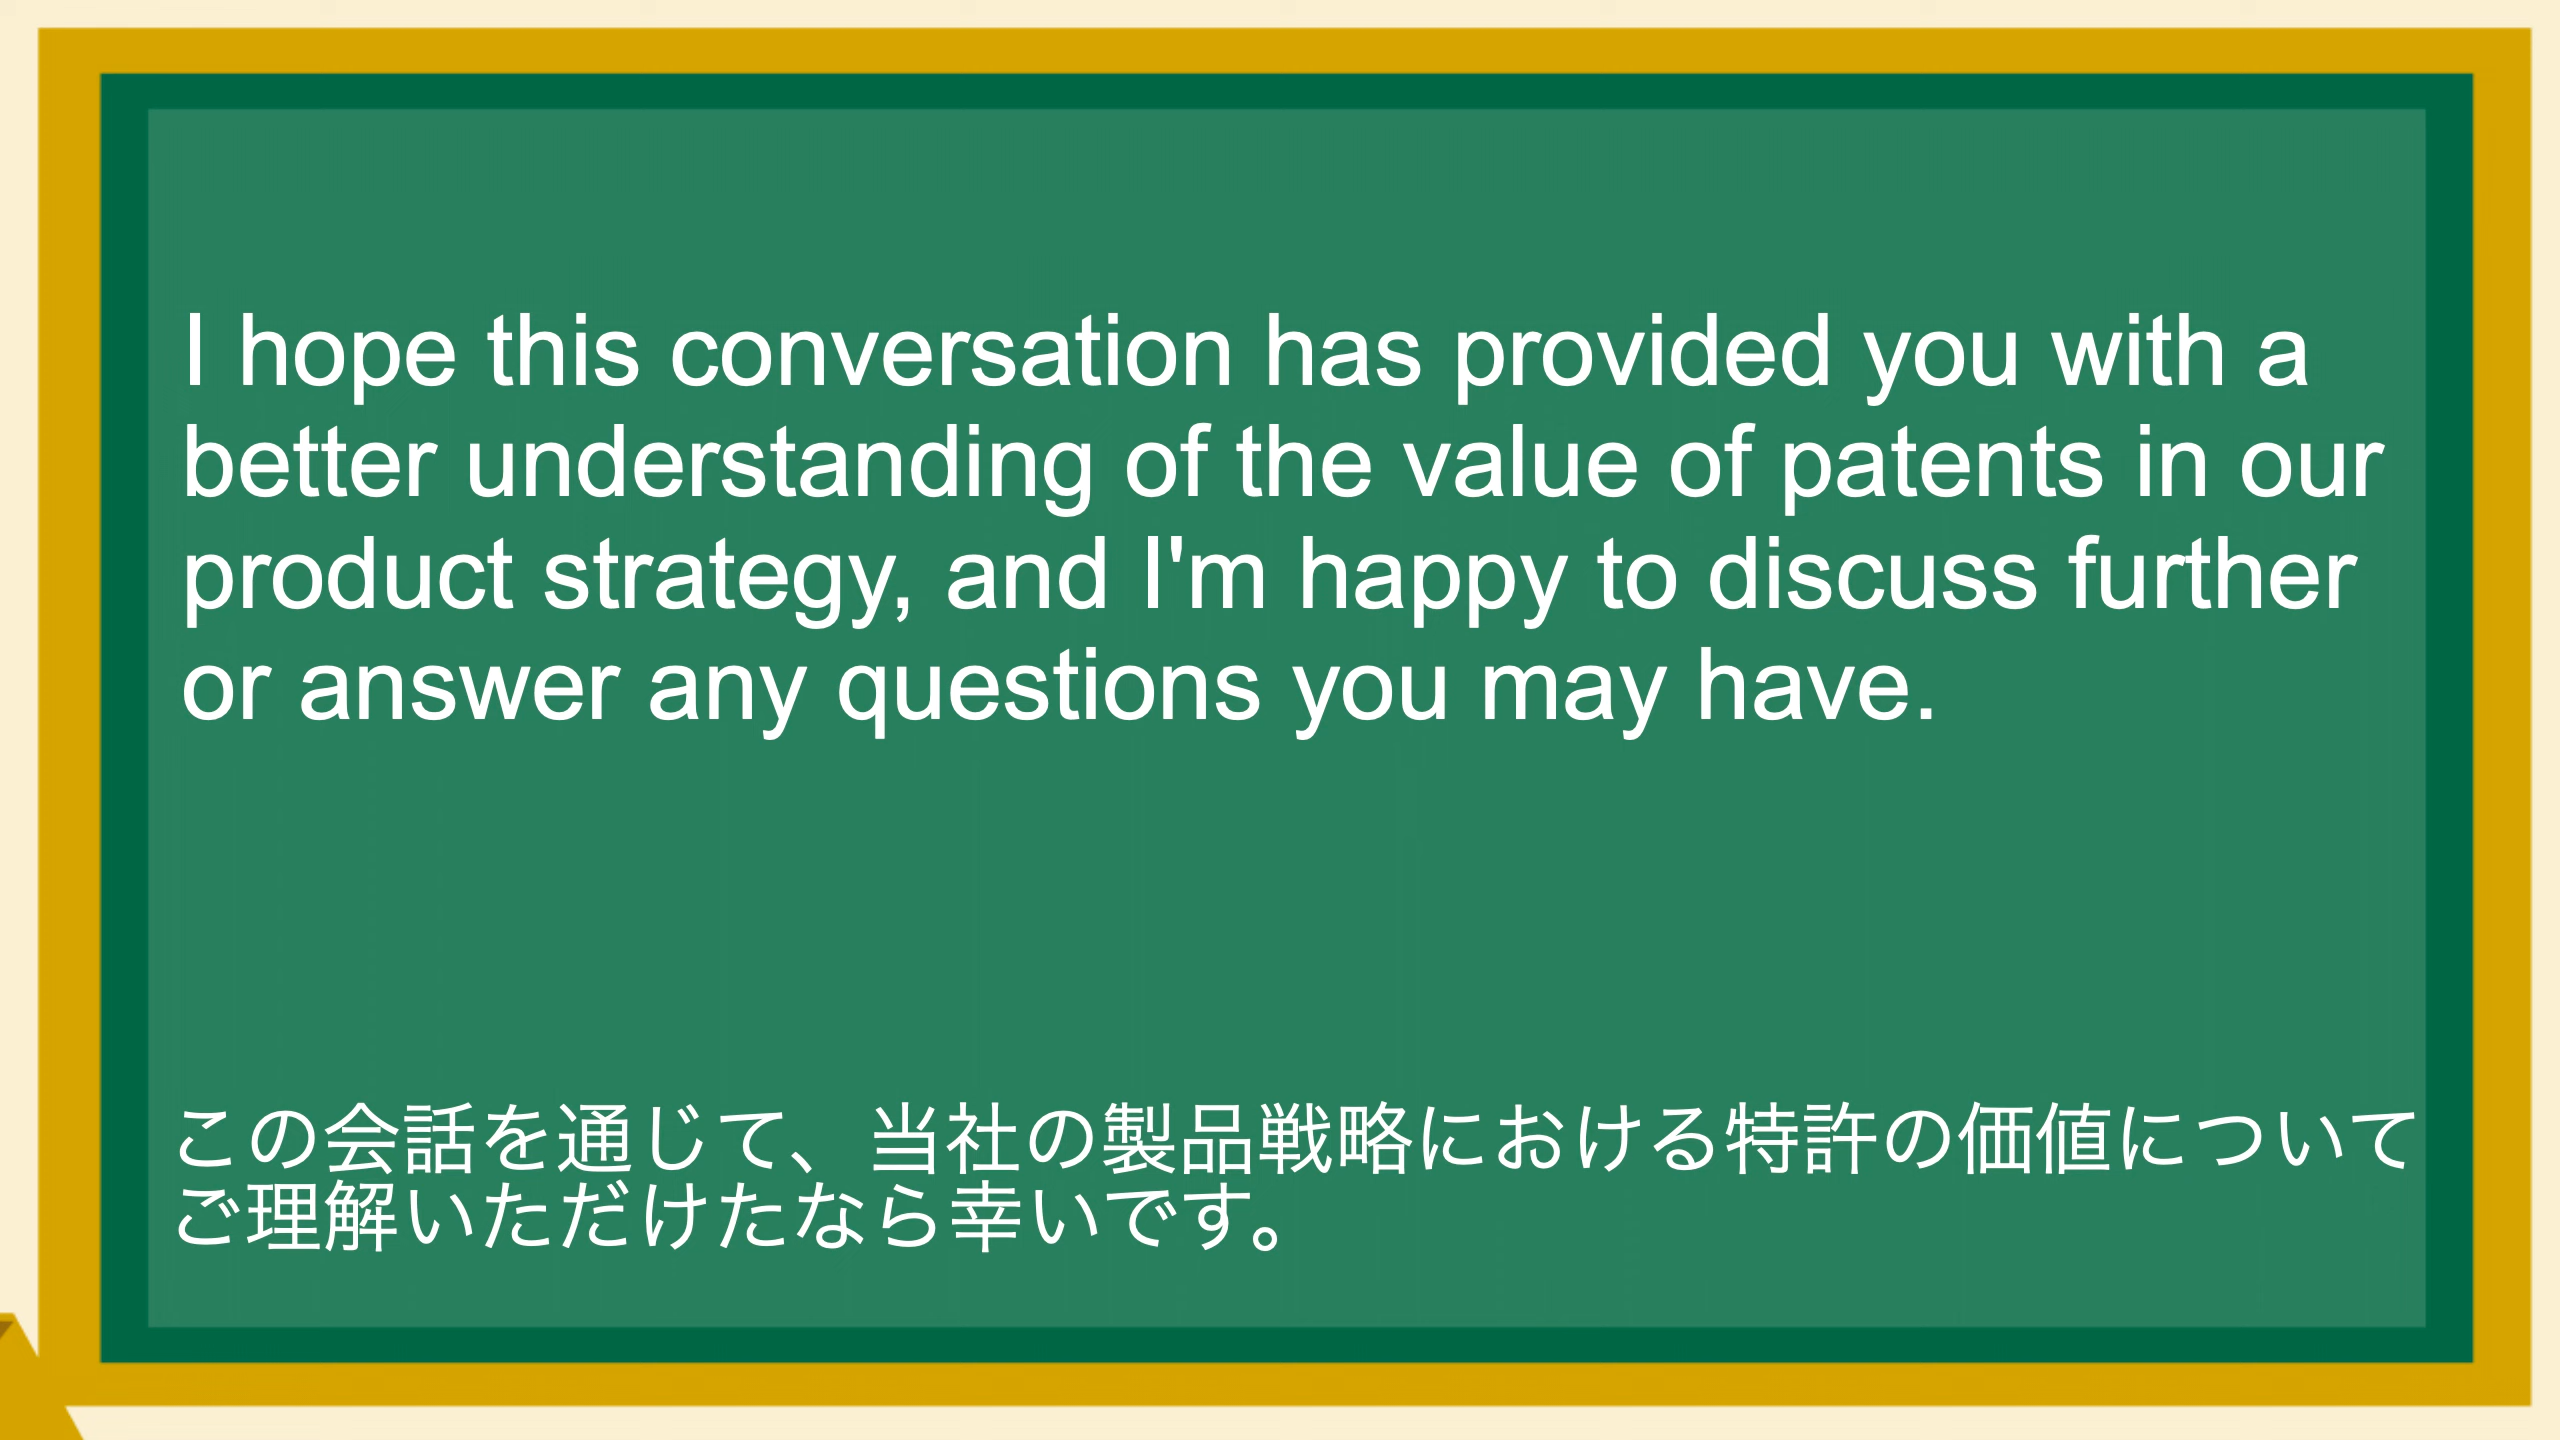 I hope this conversation has provided you with a
better understanding of the value of patents in our
product strategy, and I'm happy to discuss further
or answer any questions you may have.
この会話を通じて、当社の製品戦略における特許の価値について
ご理解いただけたなら幸いです。